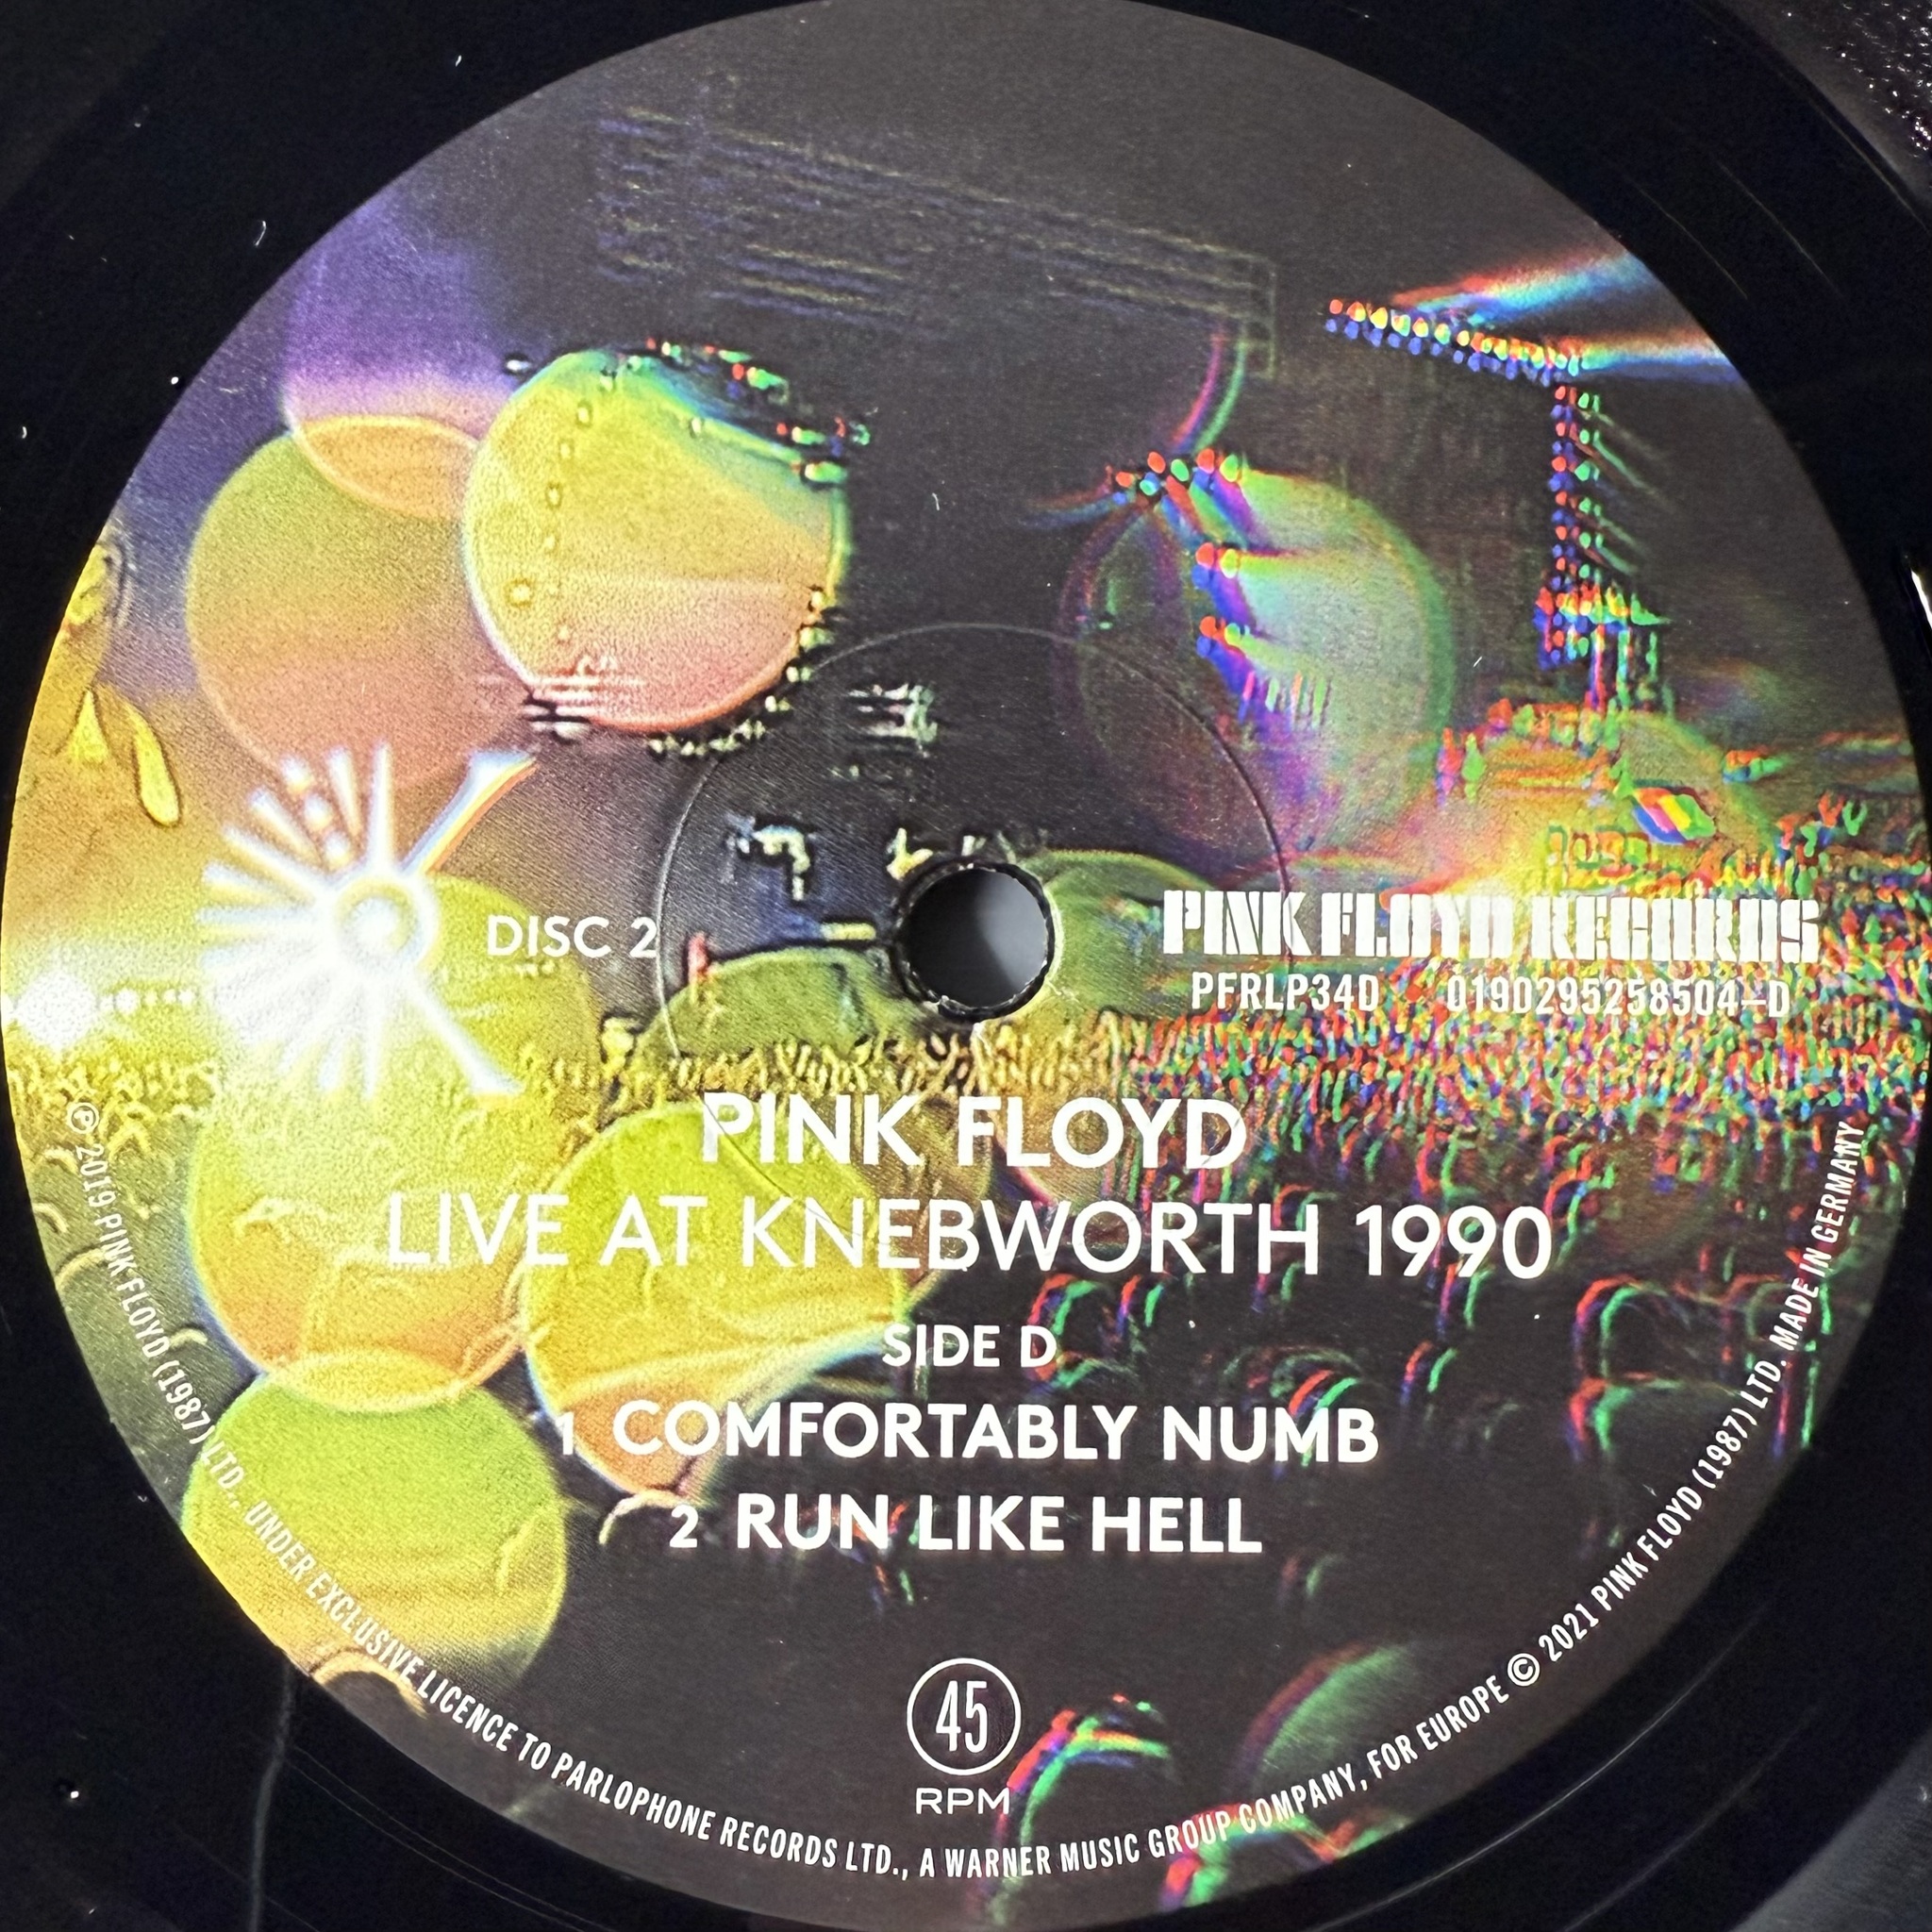 DISC 2
PINK FLOYD RECORDS
PFRLP34D 0190295258504-D
PINK FLOYD
LIVE AT KNEBWORTH 1990
SIDE D
1 COMFORTABLY NUMB
2 RUN LIKE HELL
45
RPM
℗ 2019 PINK FLOYD (1987) LTD., UNDER EXCLUSIVE LICENCE TO PARLOPHONE RECORDS LTD., A WARNER MUSIC GROUP COMPANY, FOR EUROPE © 2021 PINK FLOYD (1987) LTD. MADE IN GERMANY